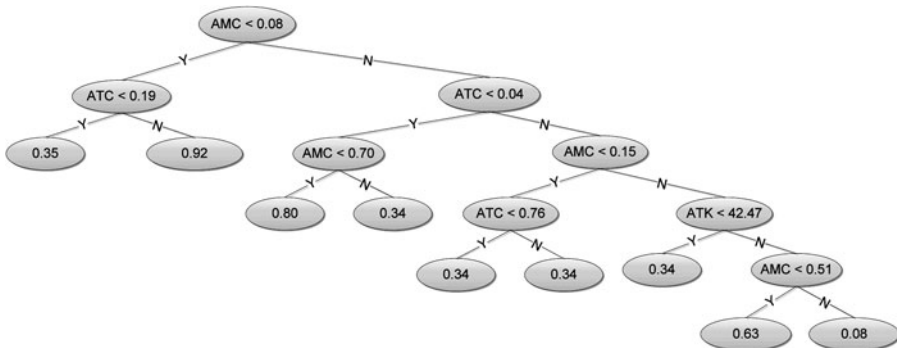 AMC < 0.08
Y
N
ATC < 0.19
ATC < 0.04
Y
N
Y
N
0.35
0.92
AMC < 0.70
AMC < 0.15
Y
N
Y
N
0.80
0.34
ATC < 0.76
ATK < 42.47
Y
N
Y
N
0.34
0.34
0.34
AMC < 0.51
Y
N
0.63
0.08